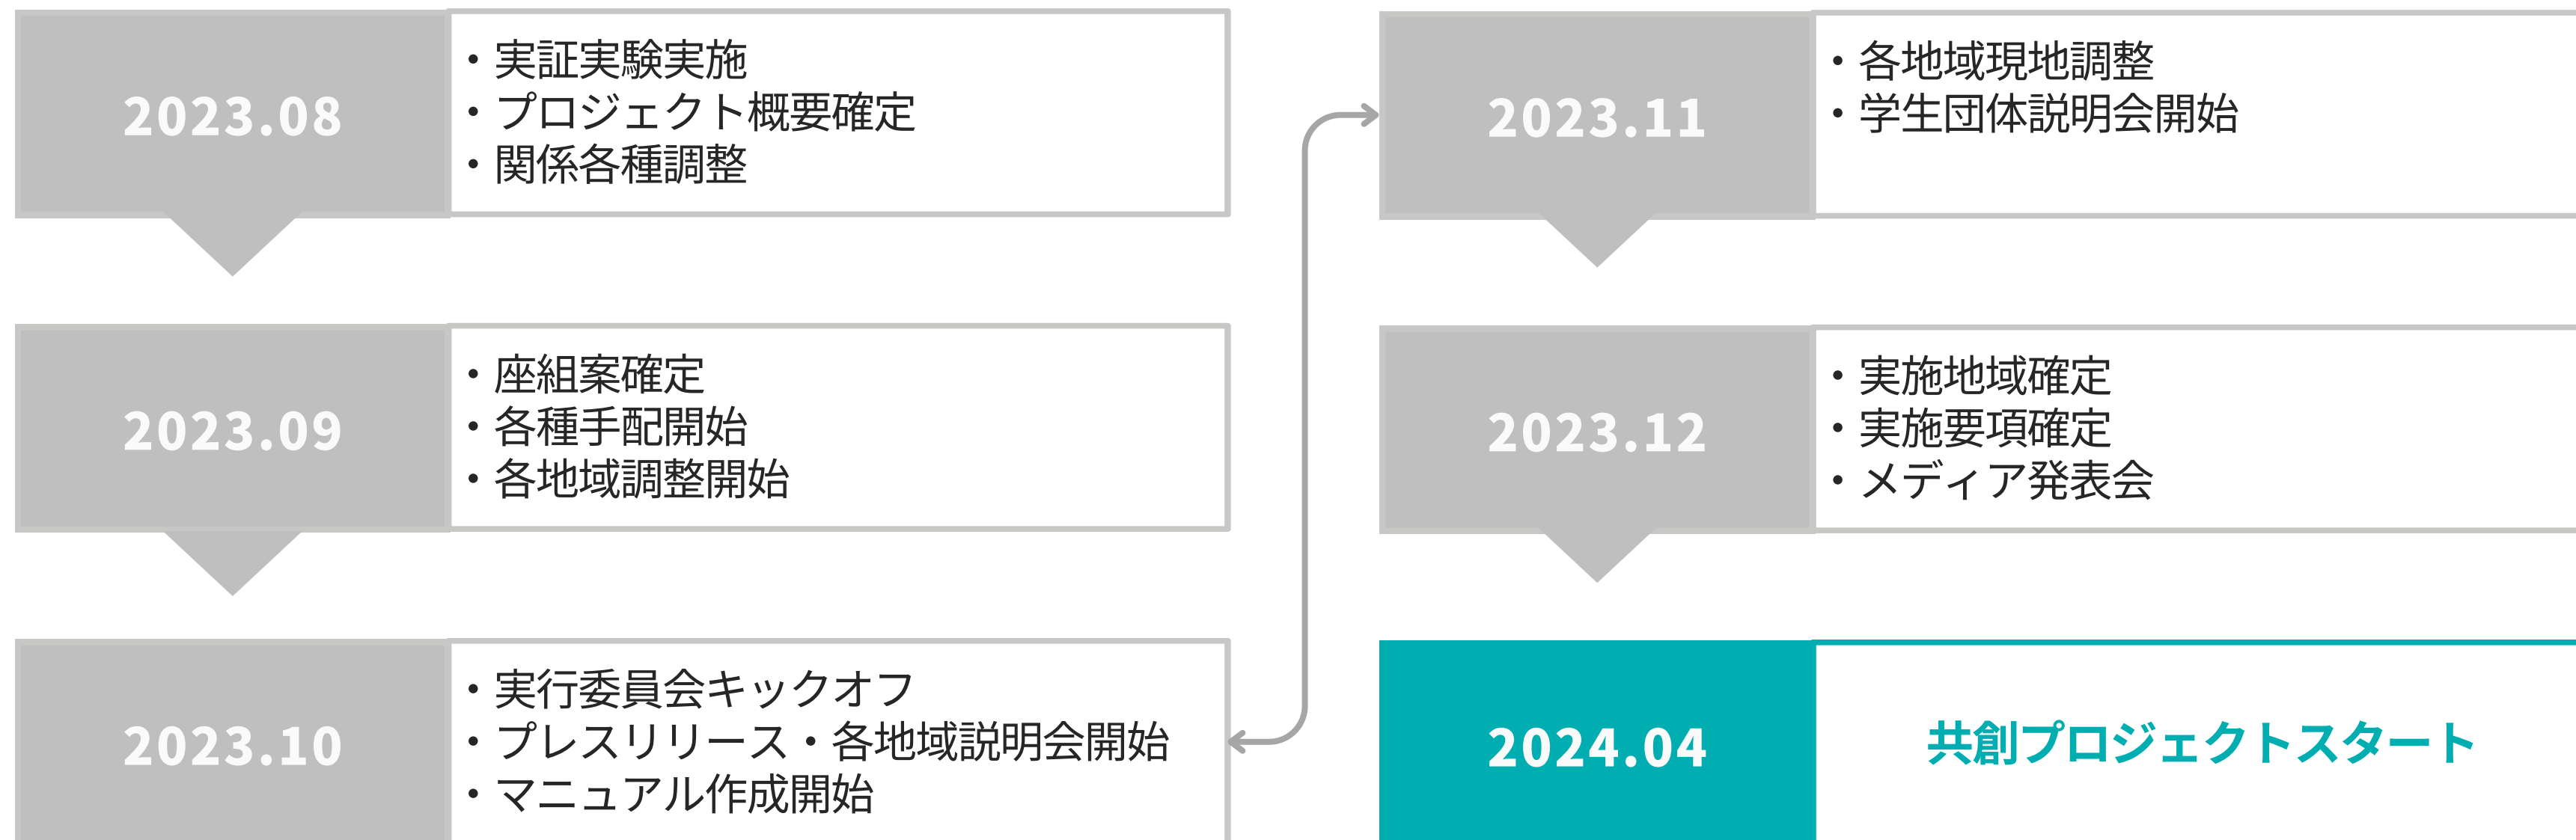 2023.08
・実証実験実施
・プロジェクト概要確定
・関係各種調整
2023.09
・座組案確定
・各種手配開始
・各地域調整開始
2023.10
・実行委員会キックオフ
・プレスリリース・各地域説明会開始
・マニュアル作成開始
2023.11
・各地域現地調整
・学生団体説明会開始
2023.12
・実施地域確定
・実施要項確定
・メディア発表会
2024.04
共創プロジェクトスタート